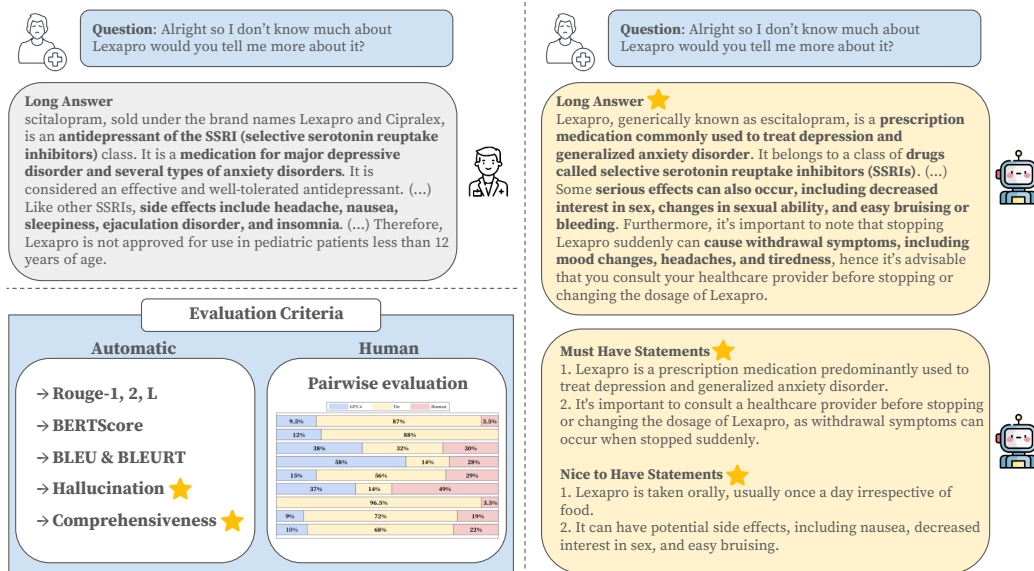 Question: Alright so I don't know much about
Lexapro would you tell me more about it?
Long Answer
scitalopram, sold under the brand names Lexapro and Cipralex,
is an antidepressant of the SSRI (selective serotonin reuptake
inhibitors) class. It is a medication for major depressive
disorder and several types of anxiety disorders. It is
considered an effective and well-tolerated antidepressant. (...)
Like other SSRIs, side effects include headache, nausea,
sleepiness, ejaculation disorder, and insomnia. (...) Therefore,
Lexapro is not approved for use in pediatric patients less than 12
years of age.
Evaluation Criteria
Automatic
→ Rouge-1, 2, L
→ BERTScore
→ BLEU & BLEURT
→ Hallucination
→ Comprehensiveness
Human
Pairwise evaluation
GPT-4 Tie Human
9.5% 87% 3.5%
12% 88%
38% 32% 30%
58% 14% 28%
15% 56% 29%
37% 14% 49%
96.5% 3.5%
9% 72% 19%
10% 68% 22%
Question: Alright so I don't know much about
Lexapro would you tell me more about it?
Long Answer
Lexapro, generically known as escitalopram, is a prescription
medication commonly used to treat depression and
generalized anxiety disorder. It belongs to a class of drugs
called selective serotonin reuptake inhibitors (SSRIs). (...)
Some serious effects can also occur, including decreased
interest in sex, changes in sexual ability, and easy bruising or
bleeding. Furthermore, it's important to note that stopping
Lexapro suddenly can cause withdrawal symptoms, including
mood changes, headaches, and tiredness, hence it's advisable
that you consult your healthcare provider before stopping or
changing the dosage of Lexapro.
Must Have Statements
1. Lexapro is a prescription medication predominantly used to
treat depression and generalized anxiety disorder.
2. It's important to consult a healthcare provider before stopping
or changing the dosage of Lexapro, as withdrawal symptoms can
occur when stopped suddenly.
Nice to Have Statements
1. Lexapro is taken orally, usually once a day irrespective of
food.
2. It can have potential side effects, including nausea, decreased
interest in sex, and easy bruising.